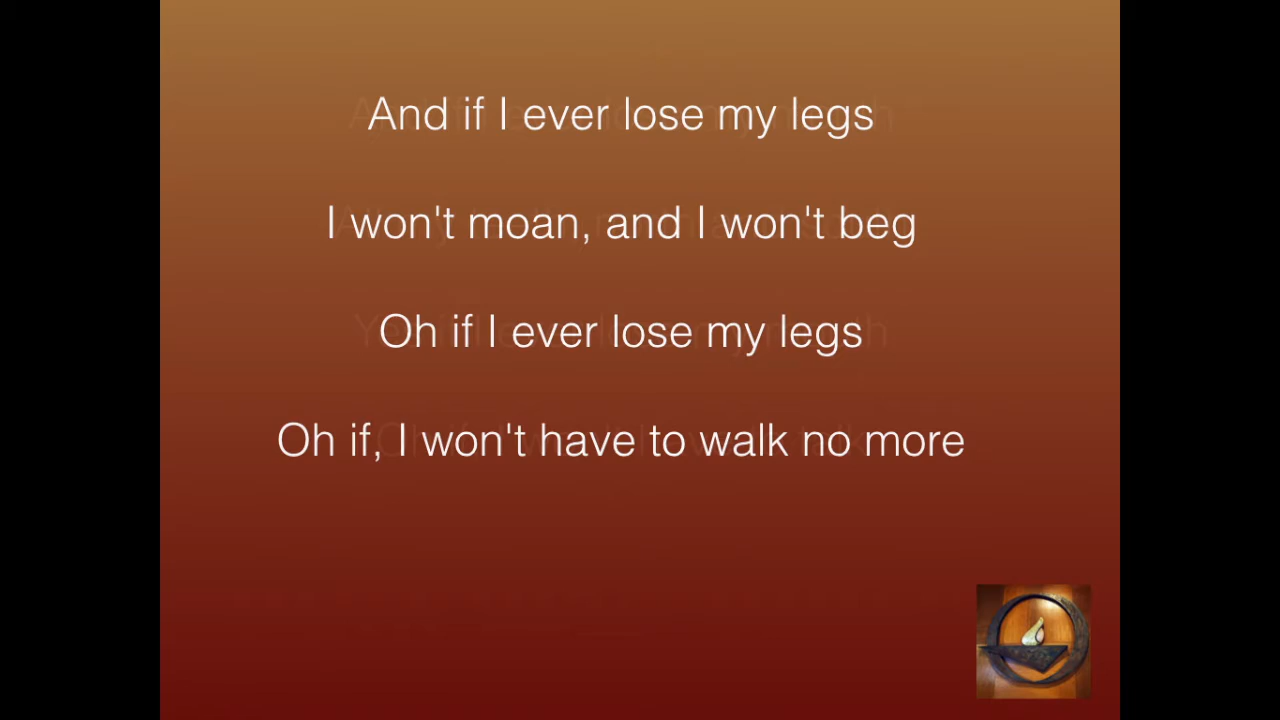 And if I ever lose my legs
I won't moan, and I won't beg
Oh if I ever lose my legs
Oh if, I won't have to walk no more